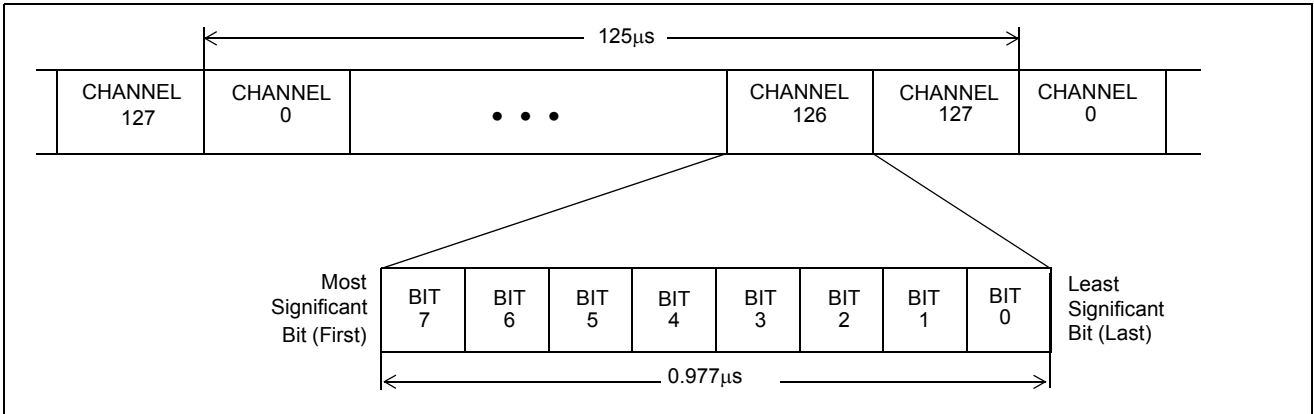 125μs
CHANNEL 127
CHANNEL 0
• • •
CHANNEL 126
CHANNEL 127
CHANNEL 0
Most
Significant
Bit (First)
BIT 7
BIT 6
BIT 5
BIT 4
BIT 3
BIT 2
BIT 1
BIT 0
Least
Significant
Bit (Last)
0.977μs